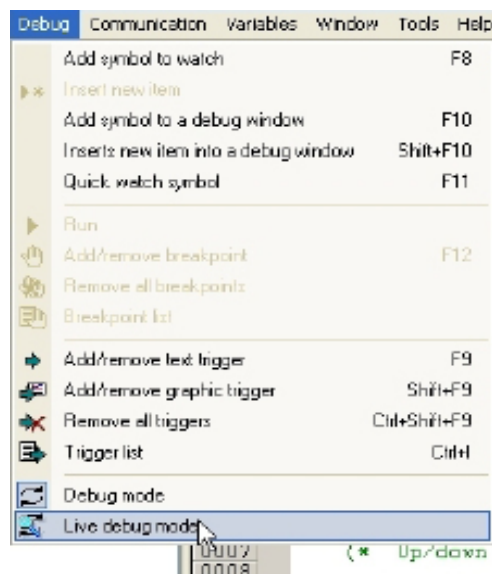 Debug Communication Variables Window Tools Help
Add symbol to watch F8
Insert new item
Add symbol to a debug window F10
Inserts new item into a debug window Shift+F10
Quick watch symbol F11
Run
Add/remove breakpoint F12
Remove all breakpoints
Breakpoint list
Add/remove text trigger F9
Add/remove graphic trigger Shift+F9
Remove all triggers Ctrl+Shift+F9
Trigger list Ctrl+I
Debug mode
Live debug mode
0007 (* Up/down
0008